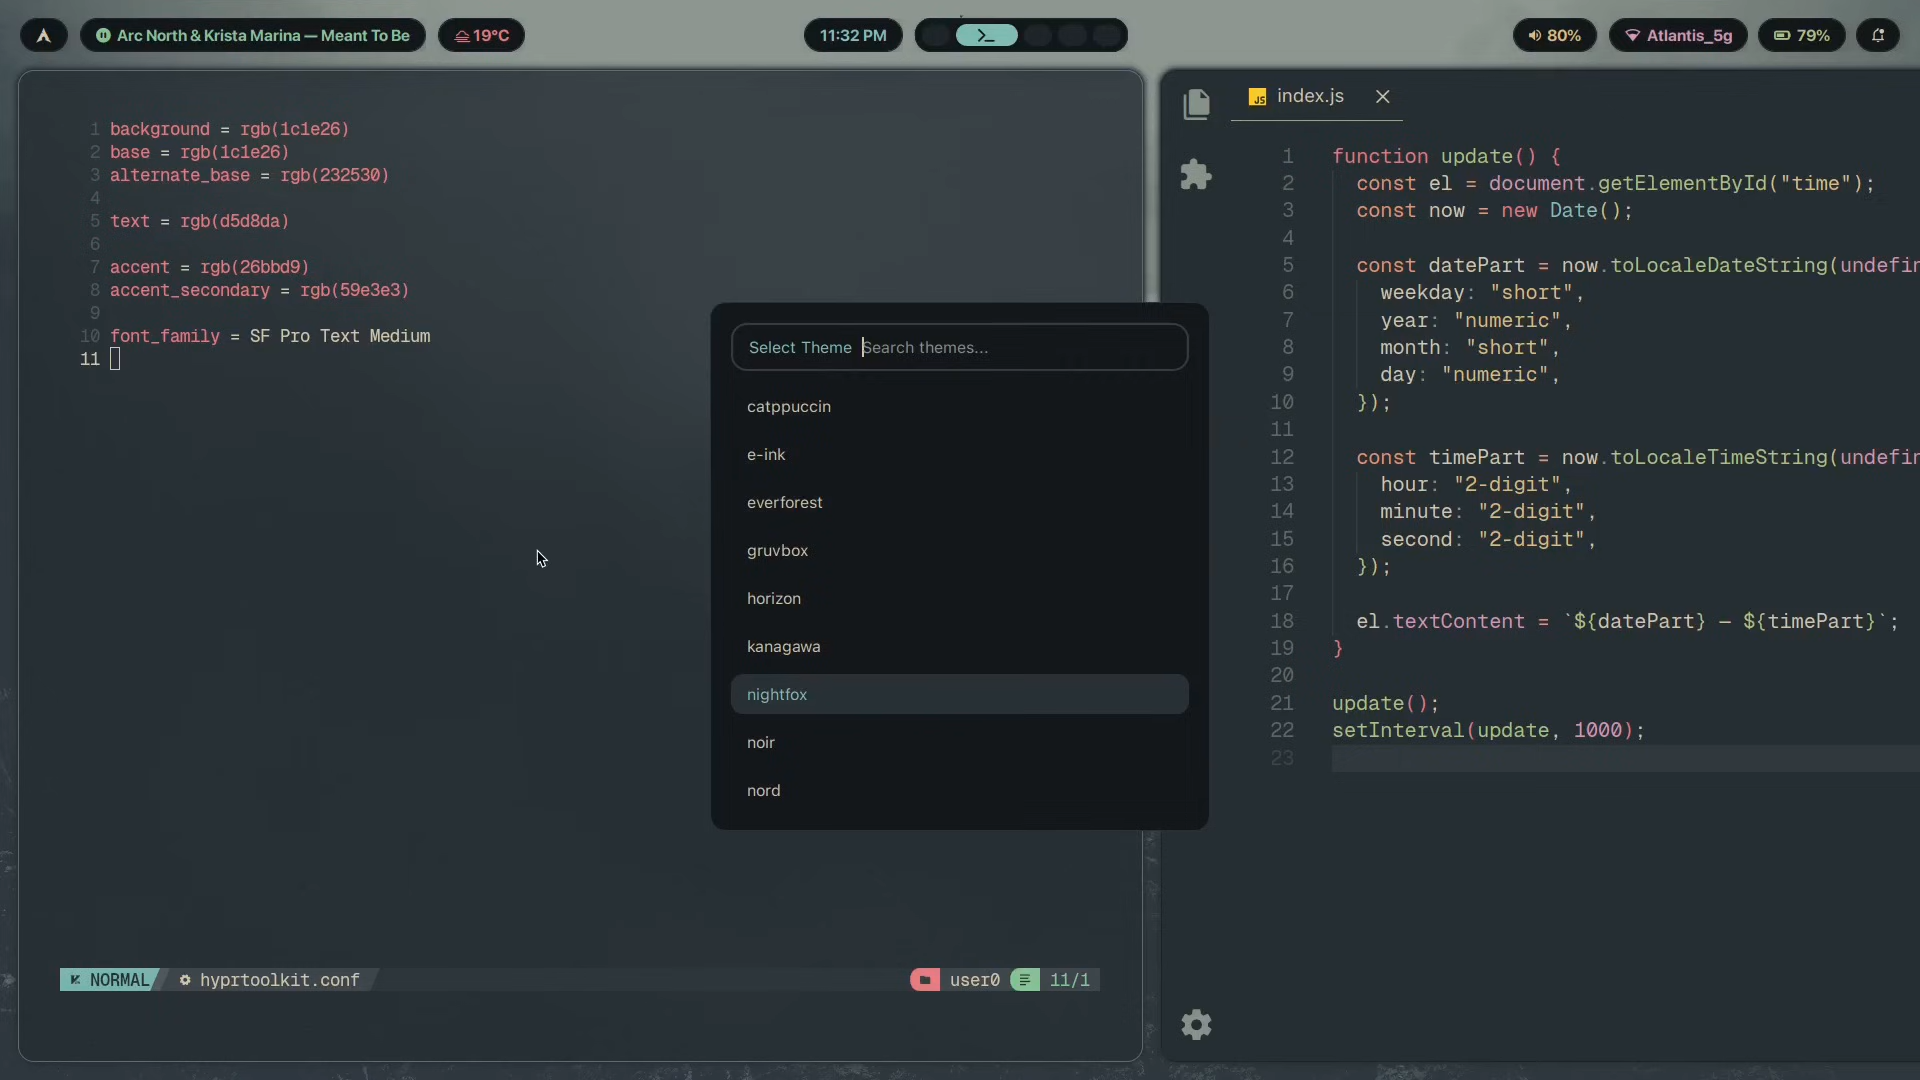 Arc North & Krista Marina — Meant To Be
19°C
11:32 PM
80%
Atlantis_5g
79%
1 background = rgb(1c1e26)
2 base = rgb(1c1e26)
3 alternate_base = rgb(232530)
4
5 text = rgb(d5d8da)
6
7 accent = rgb(26bbd9)
8 accent_secondary = rgb(59e3e3)
9
10 font_family = SF Pro Text Medium
11
NORMAL
hyprtoolkit.conf
user0
11/1
Select Theme Search themes...
catppuccin
e-ink
everforest
gruvbox
horizon
kanagawa
nightfox
noir
nord
JS index.js
1 function update() {
2 const el = document.getElementById("time");
3 const now = new Date();
4
5 const datePart = now.toLocaleDateString(undefin
6 weekday: "short",
7 year: "numeric",
8 month: "short",
9 day: "numeric",
10 });
11
12 const timePart = now.toLocaleTimeString(undefin
13 hour: "2-digit",
14 minute: "2-digit",
15 second: "2-digit",
16 });
17
18 el.textContent = `${datePart} — ${timePart}`;
19 }
20
21 update();
22 setInterval(update, 1000);
23